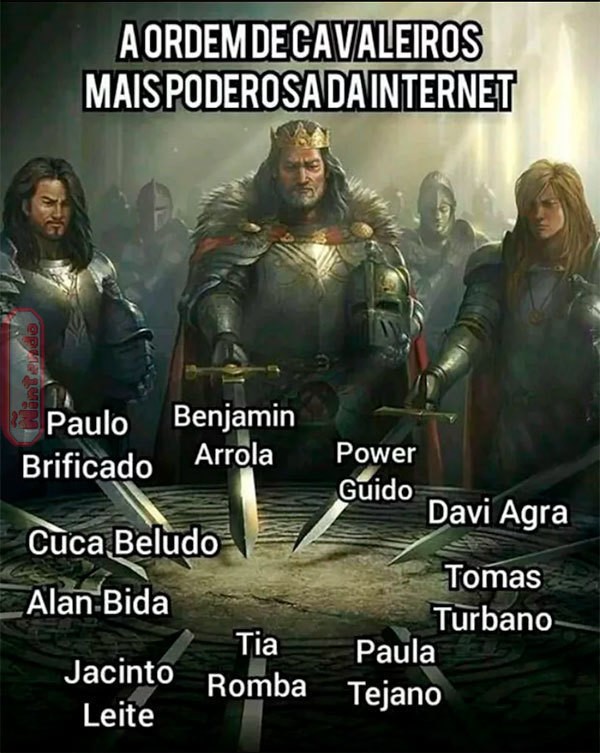 A ORDEM DE CAVALEIROS
MAIS PODEROSA DA INTERNET
Paulo
Brificado
Benjamin
Arrola
Power
Guido
Davi Agra
Cuca Beludo
Alan Bida
Tomas
Turbano
Jacinto
Leite
Tia
Romba
Paula
Tejano
Ñintendo